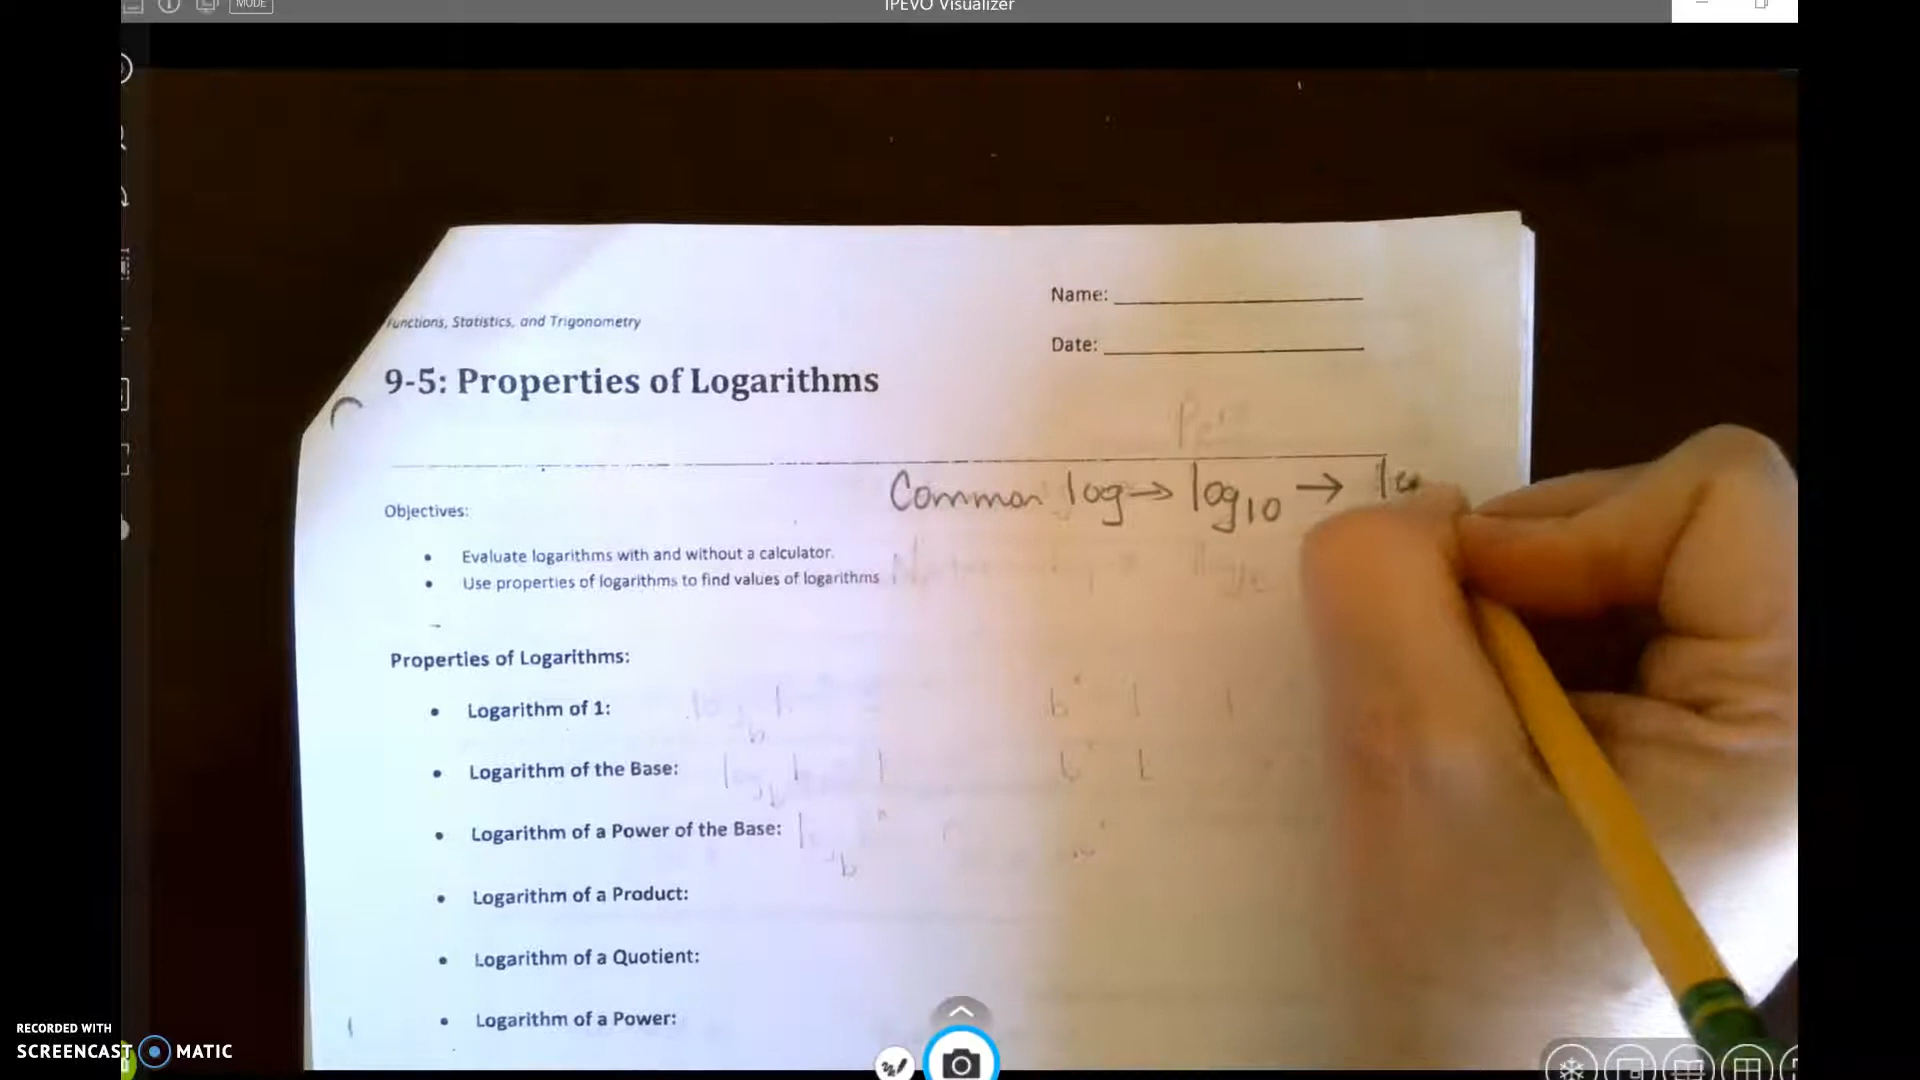 MODE
IPEVO Visualizer
Name:
Functions, Statistics, and Trigonometry
Date:
9-5: Properties of Logarithms
Common log → log10 →
Objectives:
• Evaluate logarithms with and without a calculator.
• Use properties of logarithms to find values of logarithms
Properties of Logarithms:
• Logarithm of 1:
• Logarithm of the Base:
• Logarithm of a Power of the Base:
• Logarithm of a Product:
• Logarithm of a Quotient:
• Logarithm of a Power:
RECORDED WITH
SCREENCAST MATIC